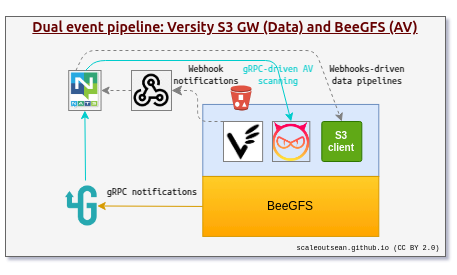 Dual event pipeline: Versity S3 GW (Data) and BeeGFS (AV)
Webhook
notifications
gRPC-driven AV
scanning
Webhooks-driven
data pipelines
NATS
S3
client
gRPC notifications
BeeGFS
scaleoutsean.github.io (CC BY 2.0)